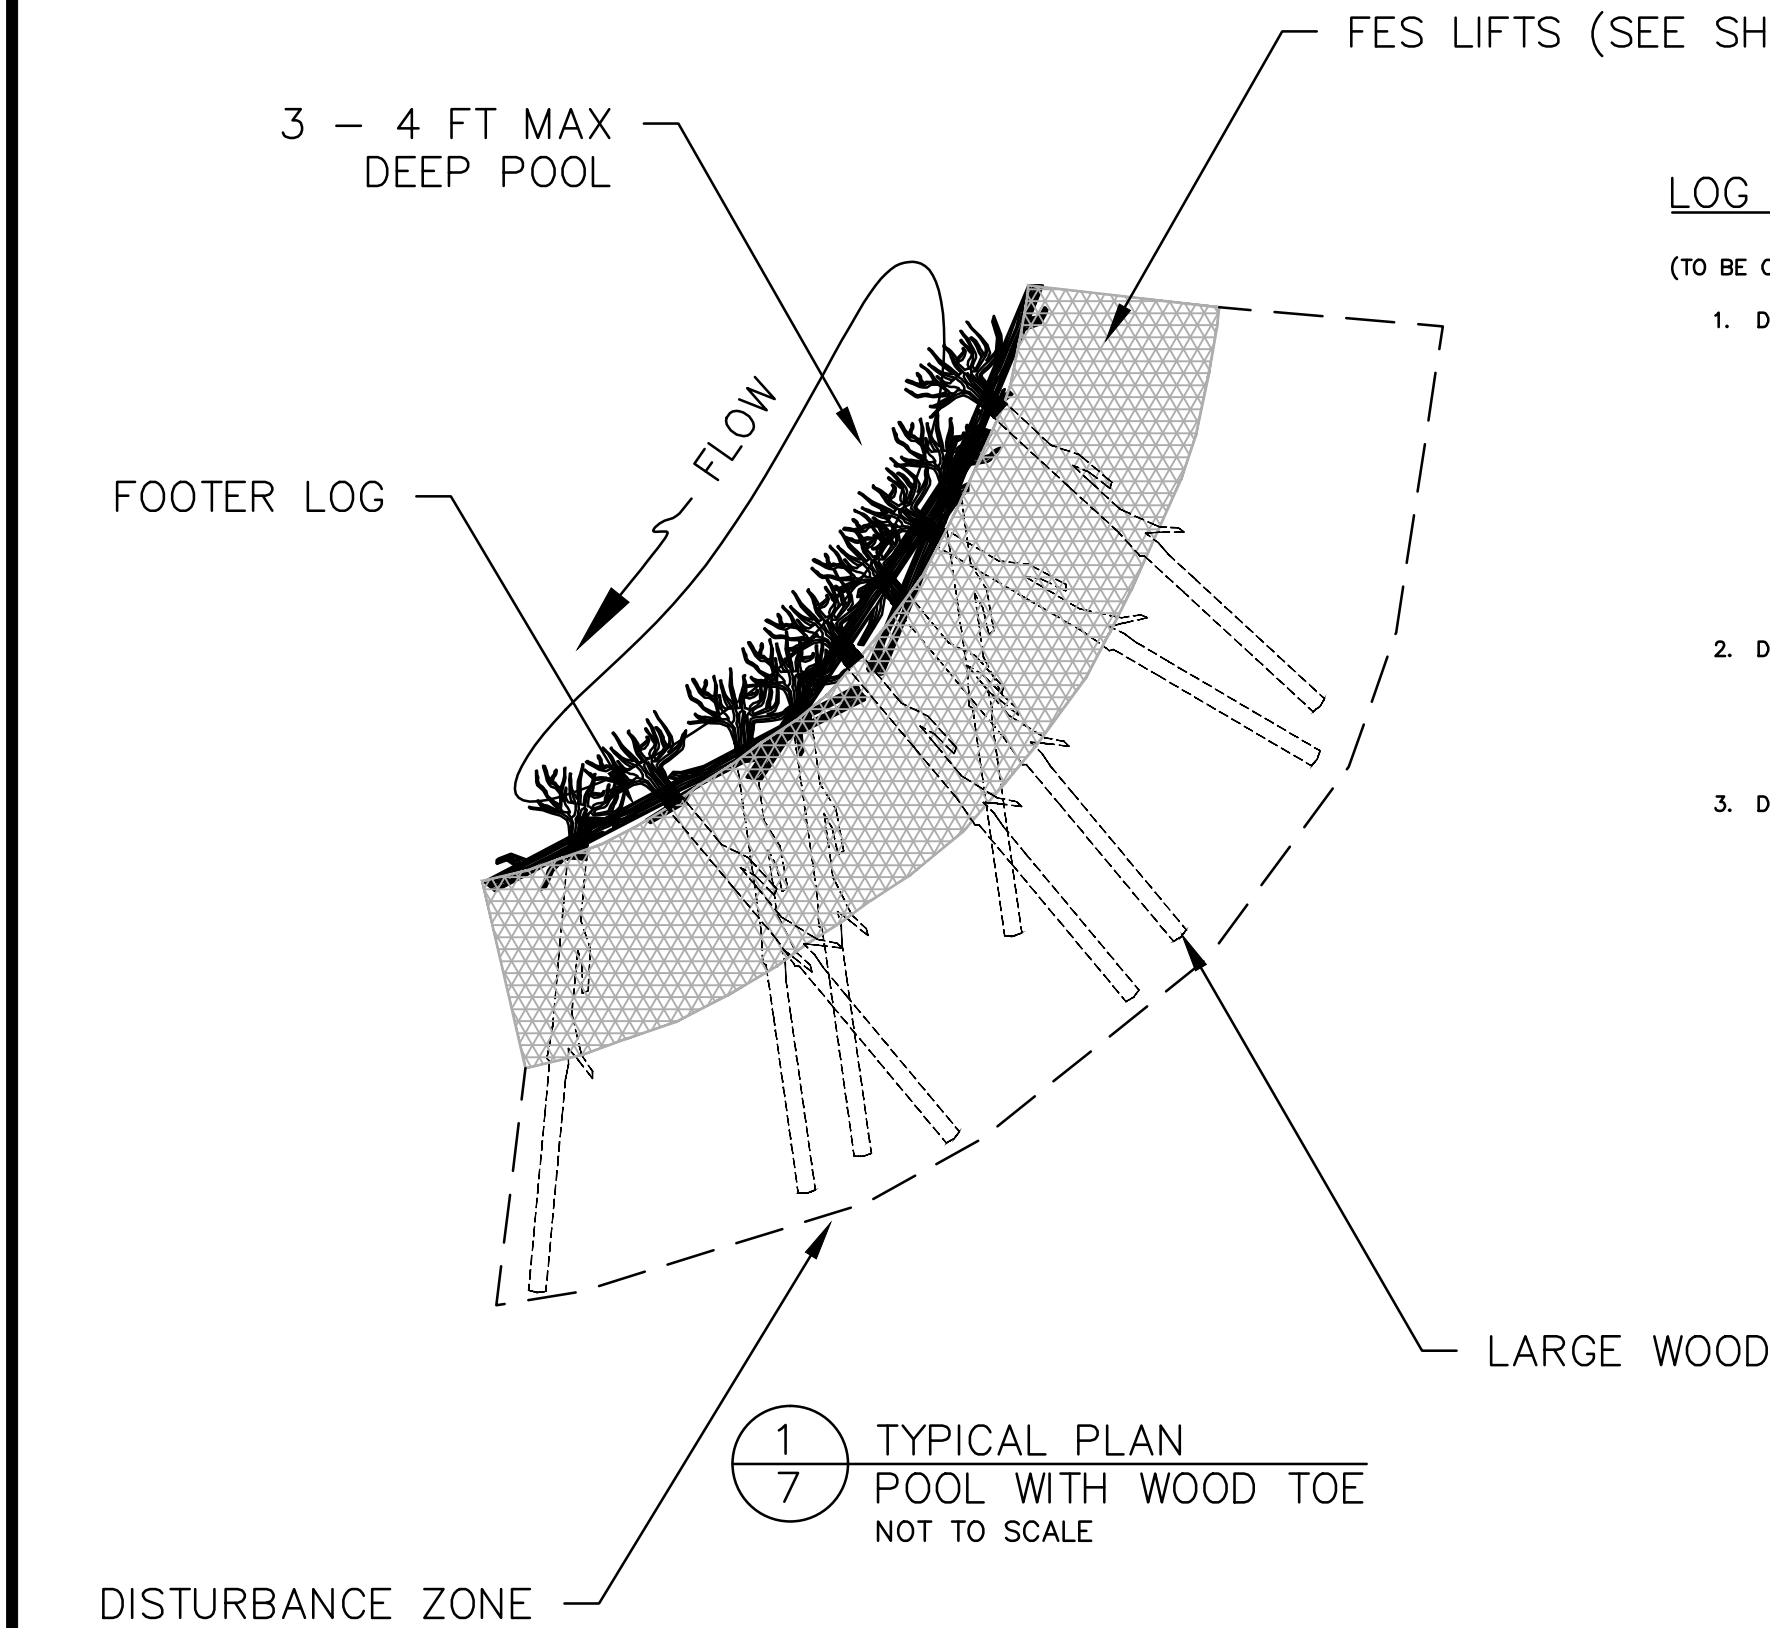 FES LIFTS (SEE SH
3 – 4 FT MAX
DEEP POOL
LOG
(TO BE
1. D
FLOW
FOOTER LOG
2. D
3. D
LARGE WOOD
1
TYPICAL PLAN
7
POOL WITH WOOD TOE
NOT TO SCALE
DISTURBANCE ZONE